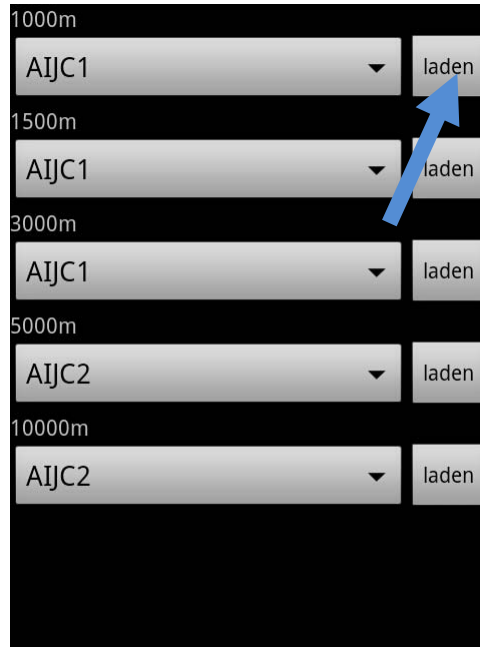 1000m
AIJC1 laden
1500m
AIJC1 laden
3000m
AIJC1 laden
5000m
AIJC2 laden
10000m
AIJC2 laden